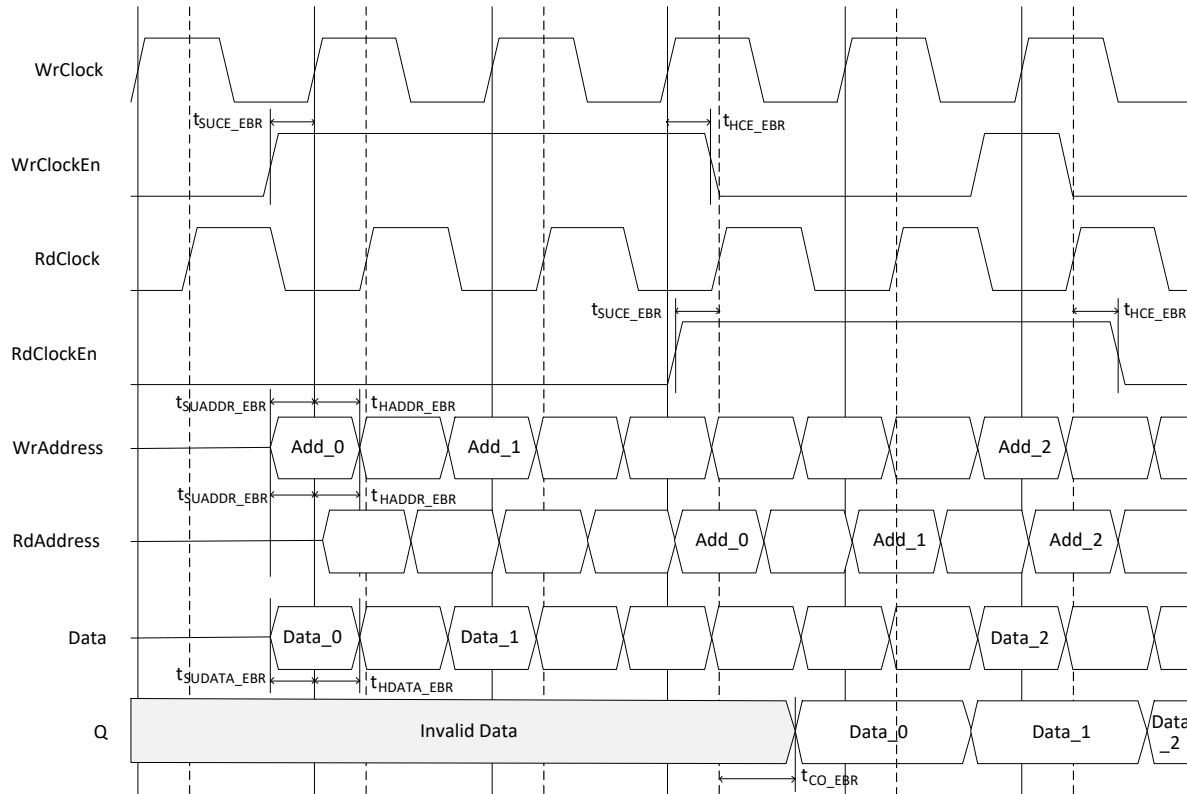 WrClock
tSUCE_EBR
tHCE_EBR
WrClockEn
RdClock
tSUCE_EBR
tHCE_EBR
RdClockEn
tSUADDR_EBR
tHADDR_EBR
WrAddress
Add_0
Add_1
Add_2
tSUADDR_EBR
tHADDR_EBR
RdAddress
Add_0
Add_1
Add_2
Data
Data_0
Data_1
Data_2
tSUDATA_EBR
tHDATA_EBR
Q
Invalid Data
Data_0
Data_1
Data
_2
tCO_EBR